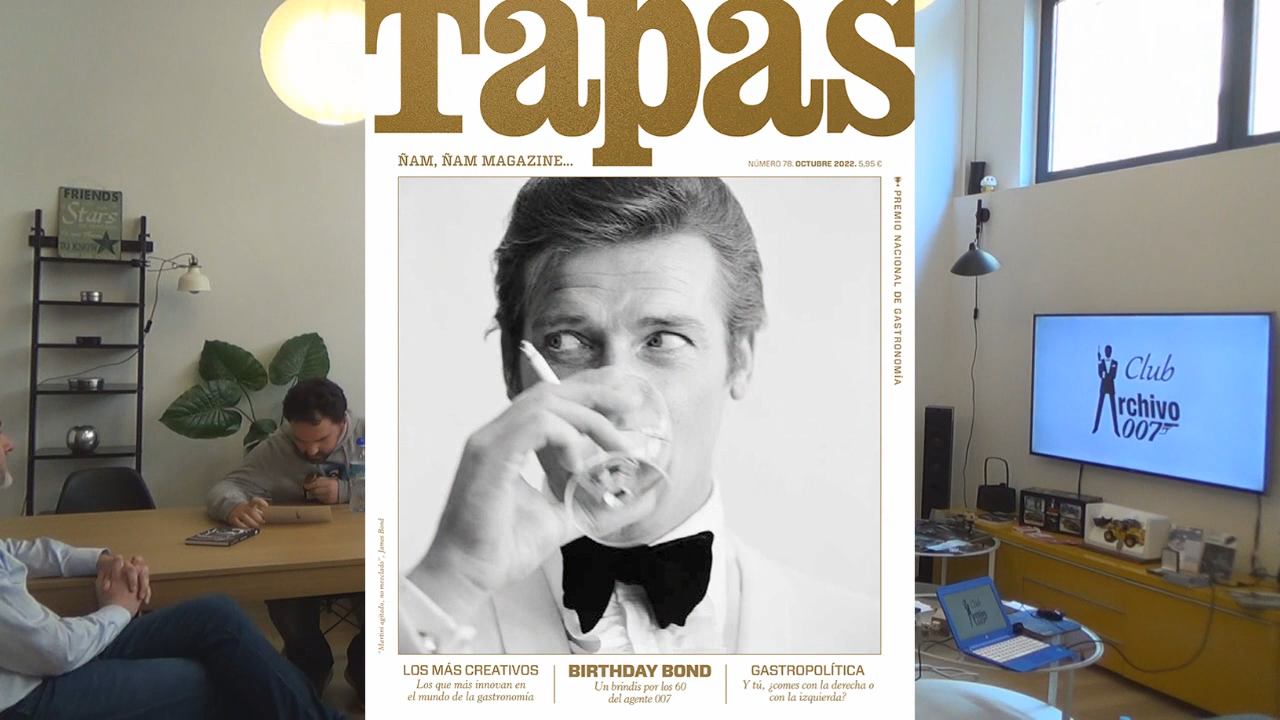 Tapas
ÑAM, ÑAM MAGAZINE...
NÚMERO 78. OCTUBRE 2022. 5,95 €
PREMIO NACIONAL DE GASTRONOMÍA
"Martini agitado, no mezclado", James Bond
LOS MÁS CREATIVOS
Los que más innovan en
el mundo de la gastronomía
BIRTHDAY BOND
Un brindis por los 60
del agente 007
GASTROPOLÍTICA
Y tú, ¿comes con la derecha o
con la izquierda?
FRIENDS
Stars
TO KNOW
Club
Archivo
007